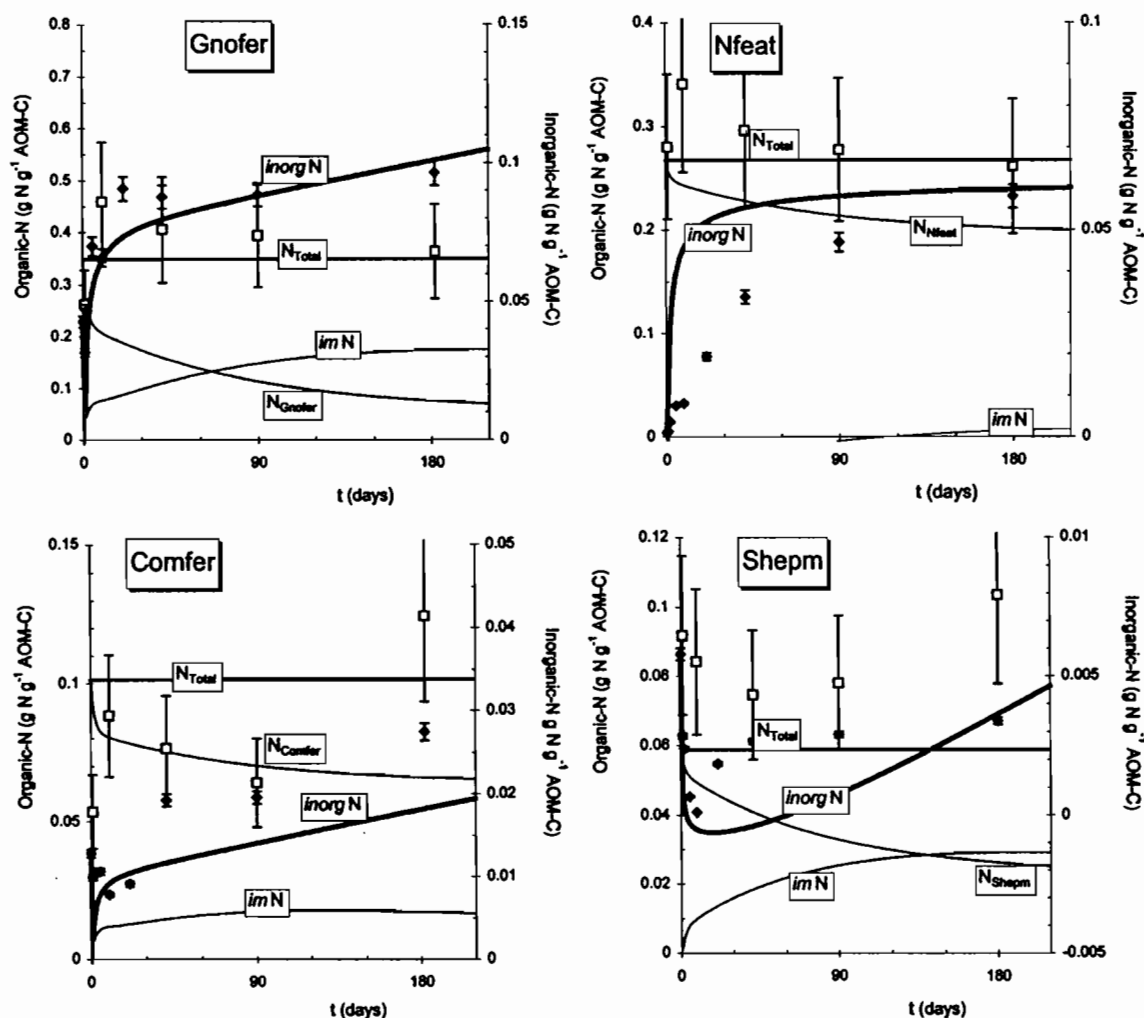 Gnofer
Organic-N (g N g⁻¹ AOM-C)
0.8
0.7
0.6
0.5
0.4
0.3
0.2
0.1
0
inorg N
N_Total
im N
N_Gnofer
0.15
0.1
0.05
0
Inorganic-N (g N g⁻¹ AOM-C)
0
90
180
t (days)
Nfeat
Organic-N (g N g⁻¹ AOM-C)
0.4
0.3
0.2
0.1
0
N_Total
N_Nfeat
inorg N
im N
0.1
0.05
0
Inorganic-N (g N g⁻¹ AOM-C)
0
90
180
t (days)
Comfer
Organic-N (g N g⁻¹ AOM-C)
0.15
0.1
0.05
0
N_Total
N_Comfer
inorg N
im N
0.05
0.04
0.03
0.02
0.01
0
Inorganic-N (g N g⁻¹ AOM-C)
0
90
180
t (days)
Shepm
Organic-N (g N g⁻¹ AOM-C)
0.12
0.1
0.08
0.06
0.04
0.02
0
N_Total
inorg N
im N
N_Shepm
0.01
0.005
0
-0.005
Inorganic-N (g N g⁻¹ AOM-C)
0
90
180
t (days)